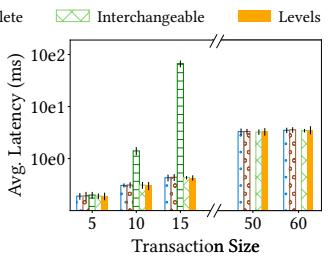 lete Interchangeable Levels
Avg. Latency (ms)
10e2
10e1
10e0
5 10 15 50 60
Transaction Size